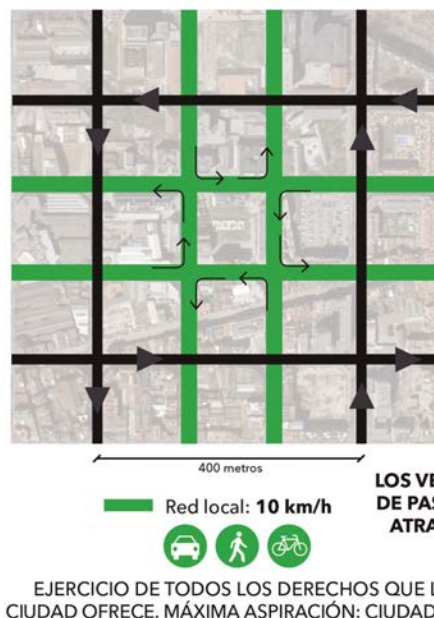 400 metros
LOS VE
DE PAS
ATRA
Red local: 10 km/h
EJERCICIO DE TODOS LOS DERECHOS QUE L
CIUDAD OFRECE. MÁXIMA ASPIRACIÓN: CIUDAD